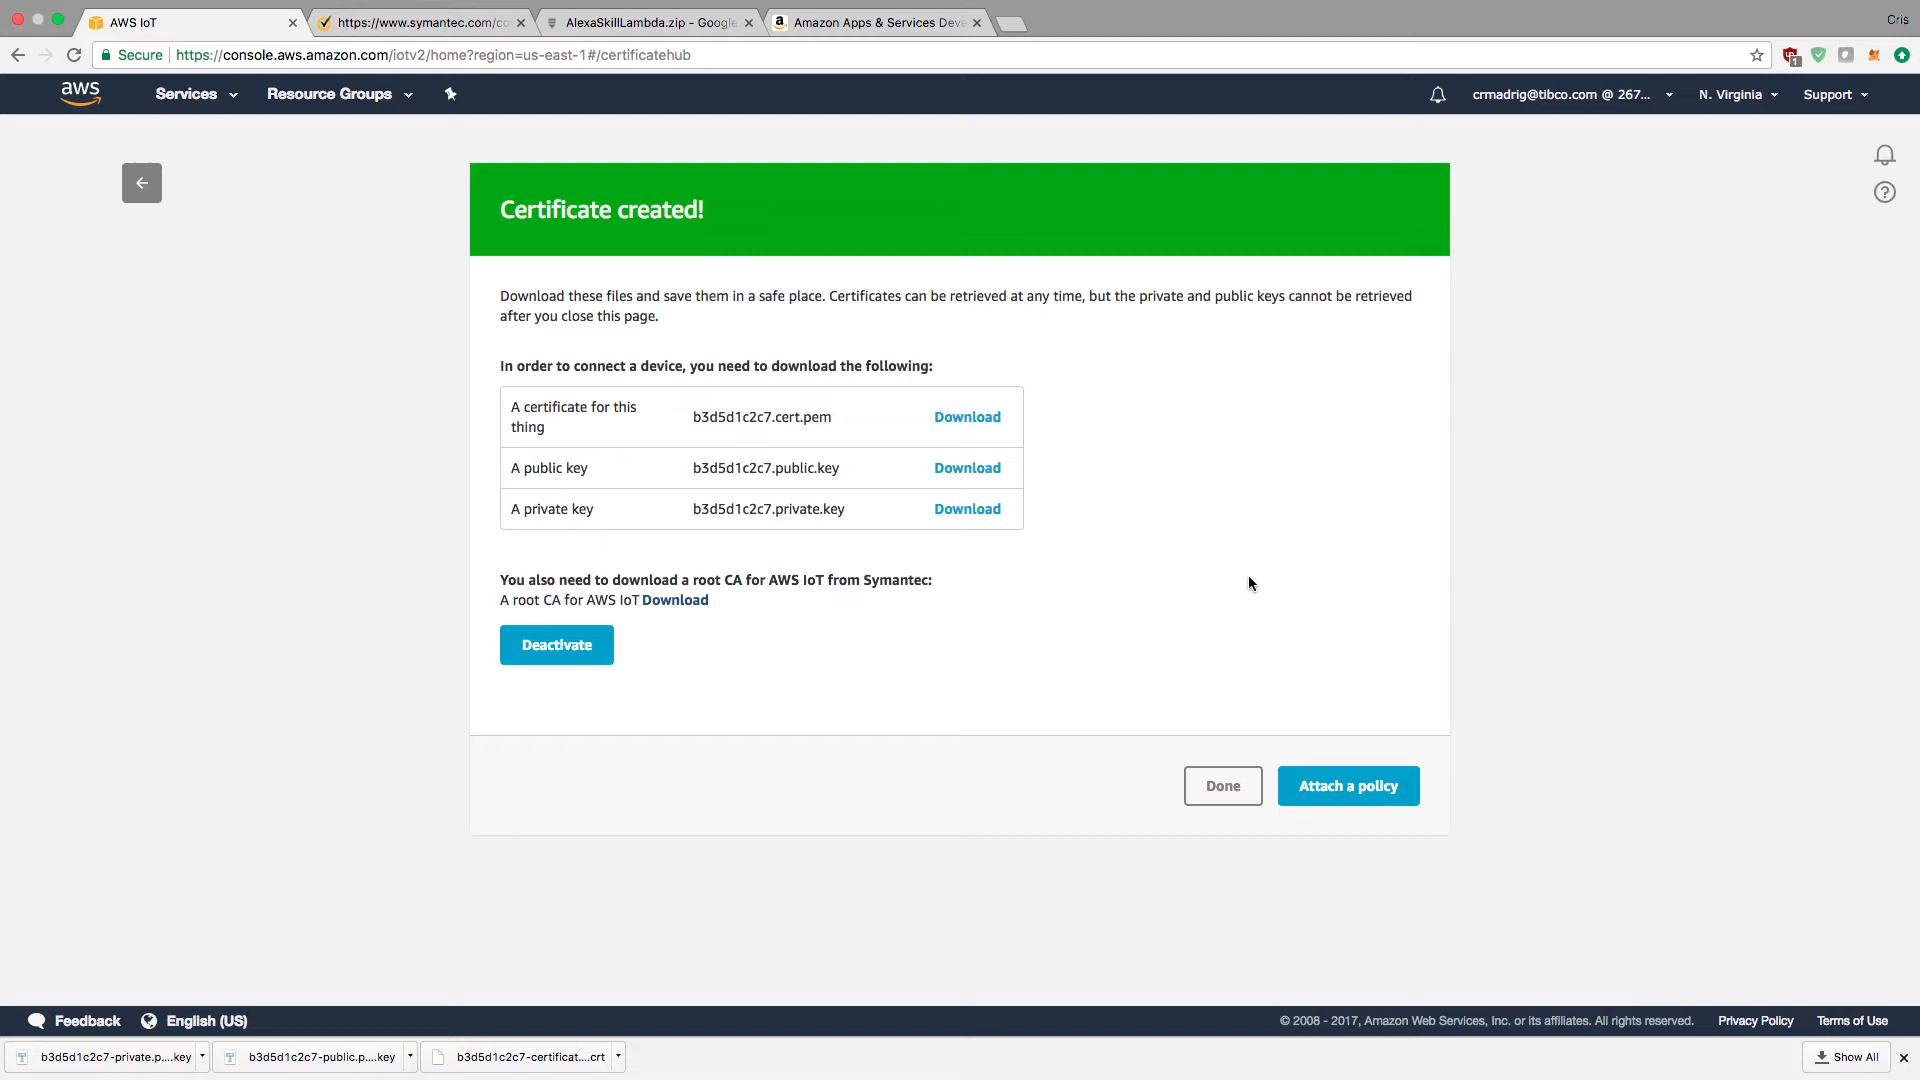 AWS IoT
https://www.symantec.com/co
AlexaSkillLambda.zip - Google
Amazon Apps & Services Deve
Cris
Secure
https://console.aws.amazon.com/iotv2/home?region=us-east-1#/certificatehub
1
aws
Services
Resource Groups
crmadrig@tibco.com @ 267...
N. Virginia
Support
Certificate created!
Download these files and save them in a safe place. Certificates can be retrieved at any time, but the private and public keys cannot be retrieved
after you close this page.
In order to connect a device, you need to download the following:
A certificate for this
thing
b3d5d1c2c7.cert.pem
Download
A public key
b3d5d1c2c7.public.key
Download
A private key
b3d5d1c2c7.private.key
Download
You also need to download a root CA for AWS IoT from Symantec:
A root CA for AWS IoT Download
Deactivate
Done
Attach a policy
Feedback
English (US)
© 2008 - 2017, Amazon Web Services, Inc. or its affiliates. All rights reserved.
Privacy Policy
Terms of Use
b3d5d1c2c7-private.p....key
b3d5d1c2c7-public.p....key
b3d5d1c2c7-certificat....crt
Show All